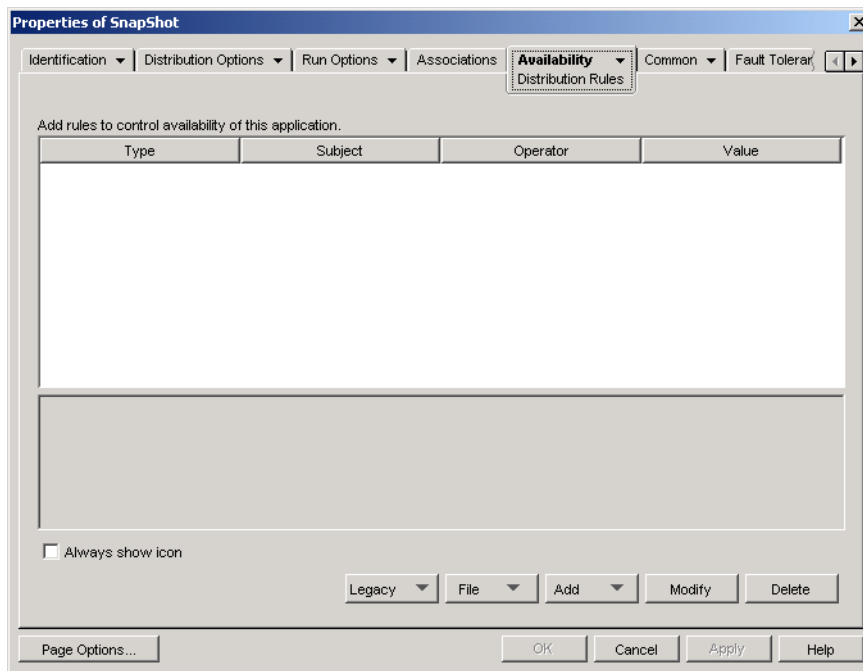 Properties of SnapShot
Identification Distribution Options Run Options Associations Availability Common Fault Toleran
Distribution Rules
Add rules to control availability of this application.
Type Subject Operator Value
Always show icon
Legacy File Add Modify Delete
Page Options... OK Cancel Apply Help